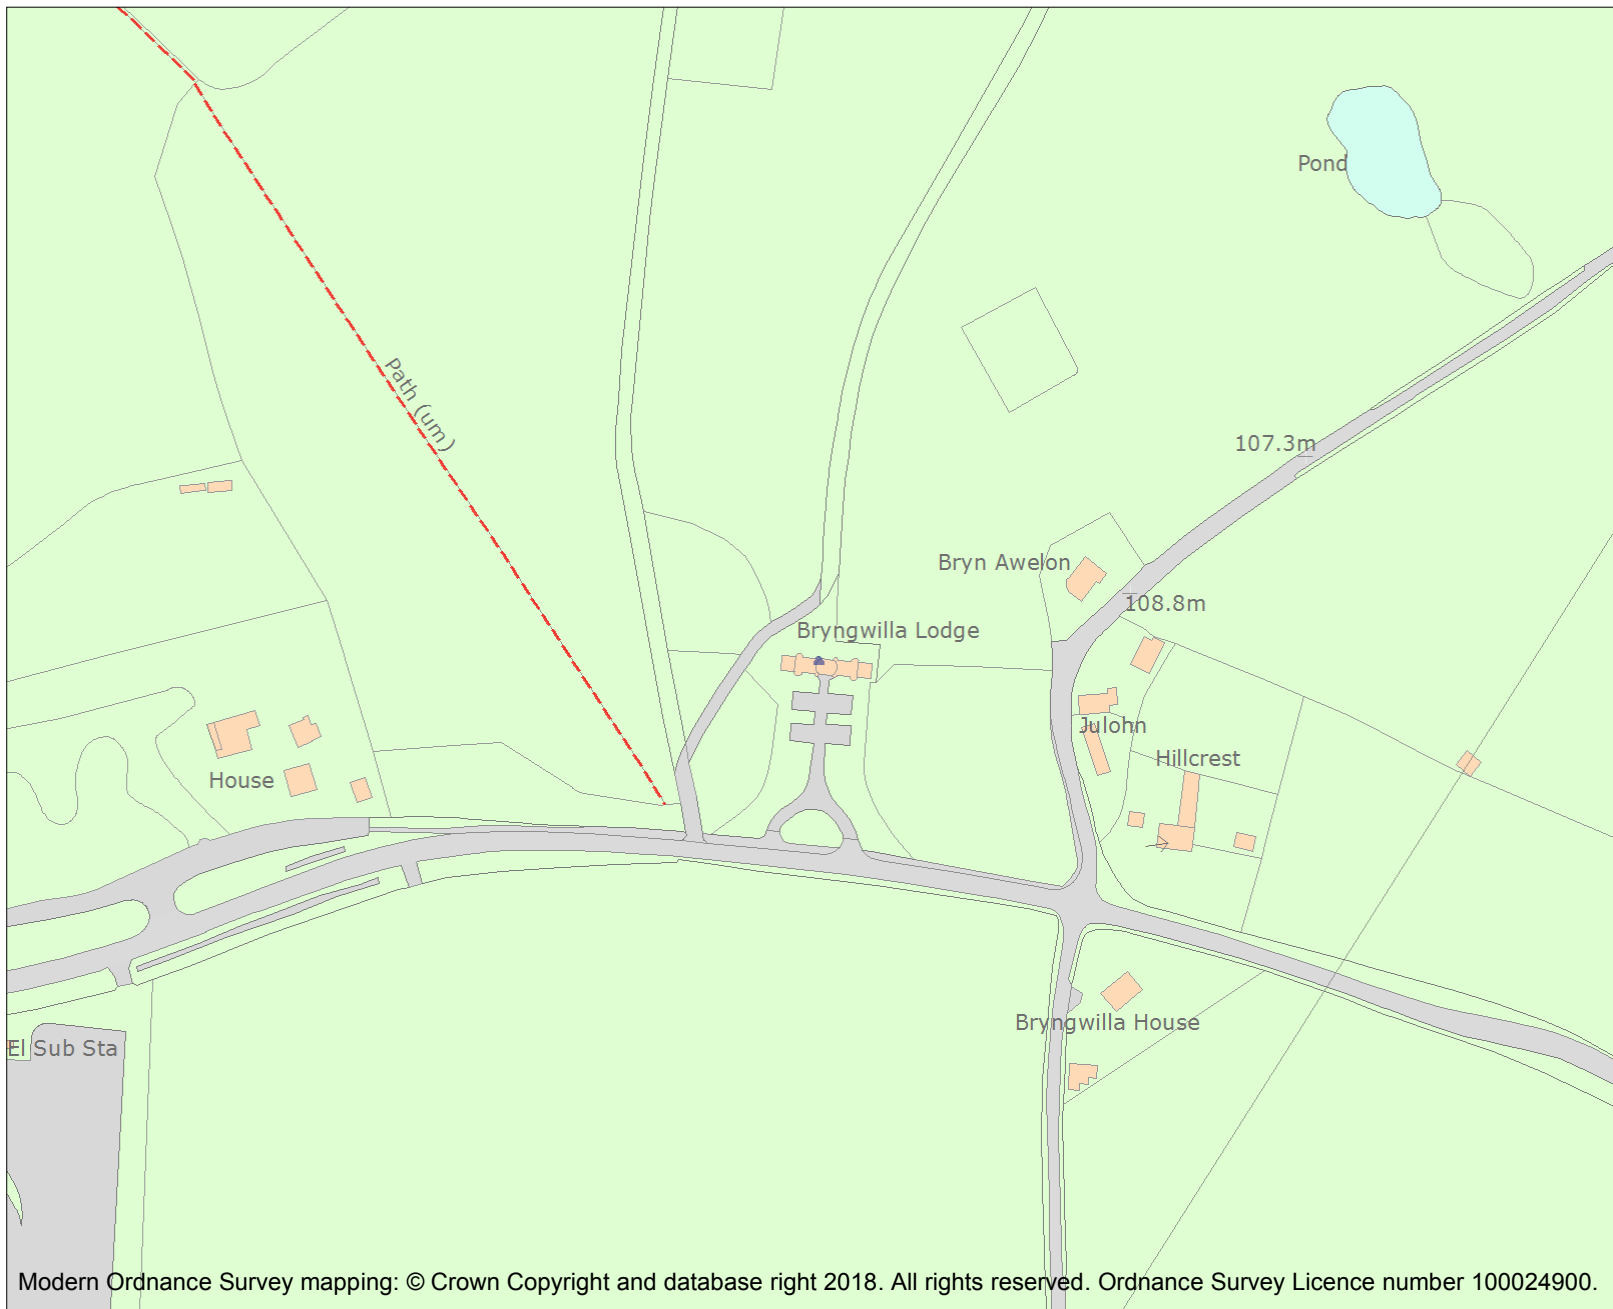 Pond
Path (um)
107.3m
Bryn Awelon
108.8m
Bryngwilla Lodge
Julohn
Hillcrest
House
Bryngwilla House
El Sub Sta
Modern Ordnance Survey mapping: © Crown Copyright and database right 2018. All rights reserved. Ordnance Survey Licence number 100024900.